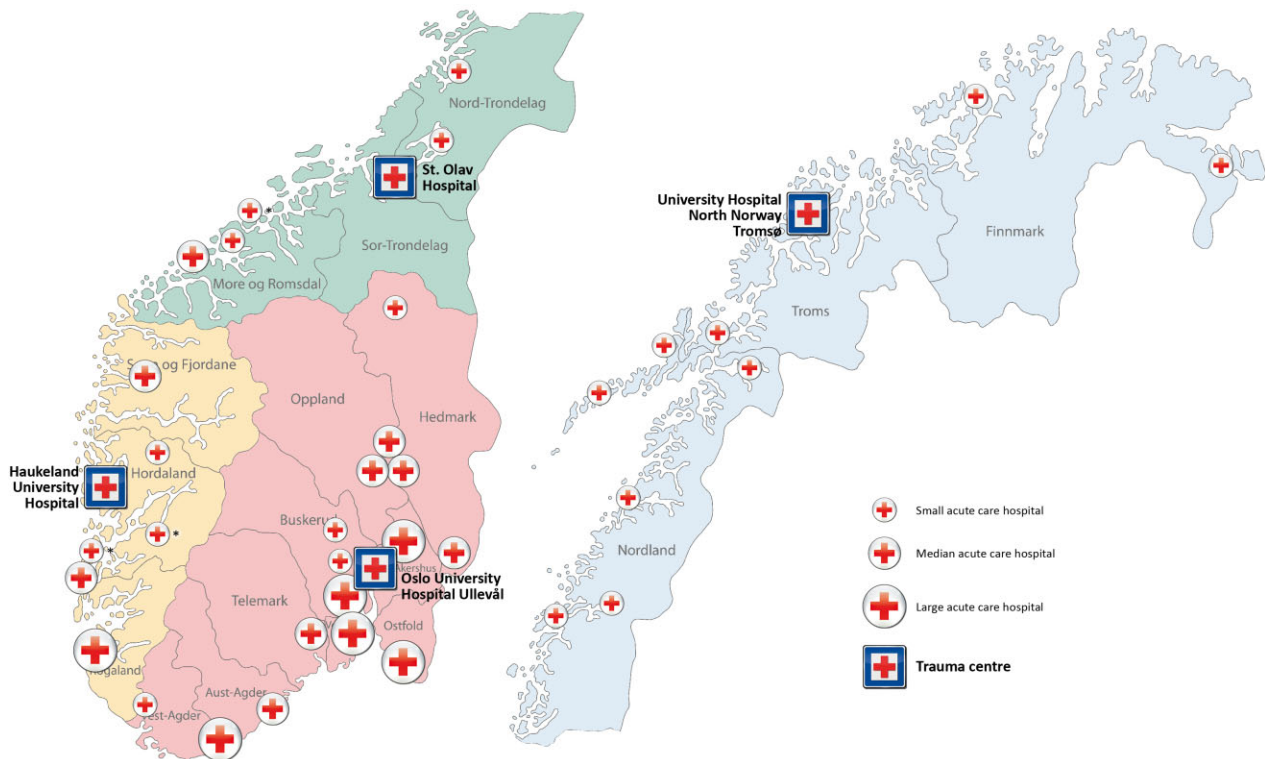 Nord-Trondelag
St. Olav
Hospital
*
Sor-Trondelag
More og Romsdal
og Fjordane
Oppland
Hedmark
Haukeland
University
Hospital
Hordaland
*
*
Buskerud
Akershus
Oslo University
Hospital Ullevål
Telemark
Ostfold
Rogaland
Aust-Agder
Vest-Agder
University Hospital
North Norway
Tromsø
Finnmark
Troms
Nordland
Small acute care hospital
Median acute care hospital
Large acute care hospital
Trauma centre